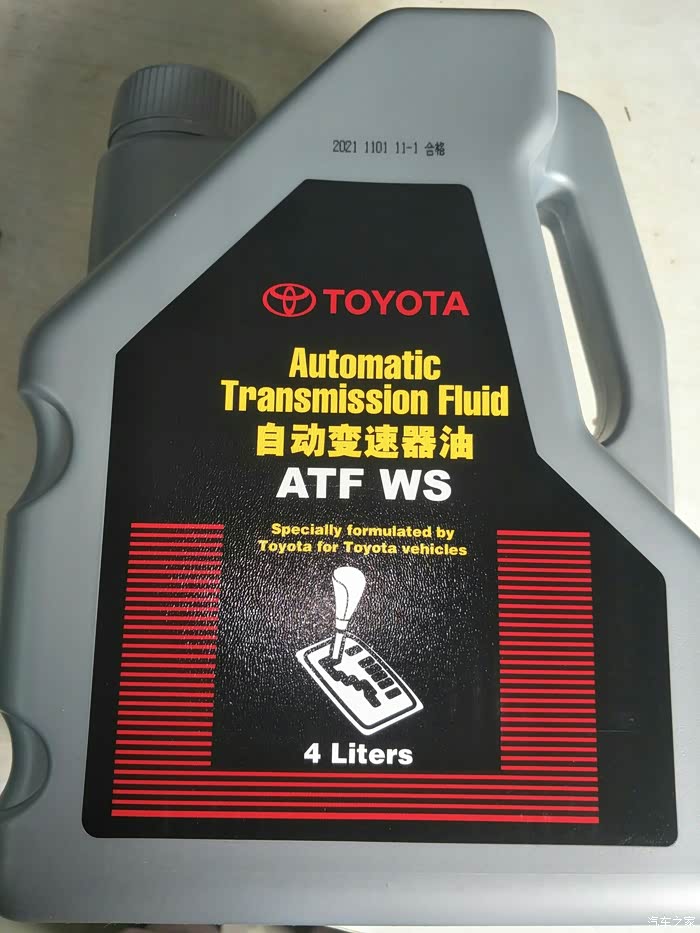 2021 1101 11-1 合格
TOYOTA
Automatic
Transmission Fluid
自动变速器油
ATF WS
Specially formulated by
Toyota for Toyota vehicles
4 Liters
汽车之家